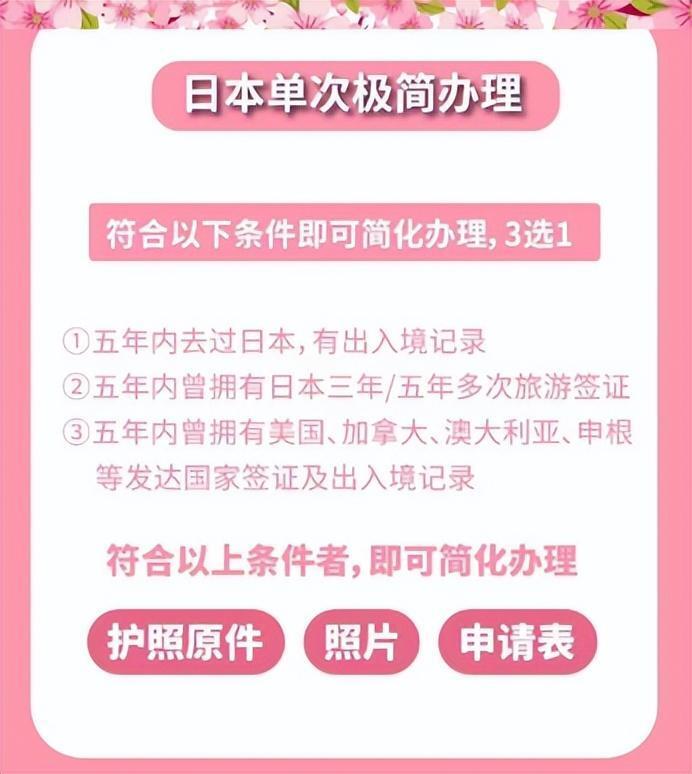 日本单次极简办理
符合以下条件即可简化办理,3选1
①五年内去过日本,有出入境记录
②五年内曾拥有日本三年/五年多次旅游签证
③五年内曾拥有美国、加拿大、澳大利亚、申根
等发达国家签证及出入境记录
符合以上条件者,即可简化办理
护照原件 照片 申请表